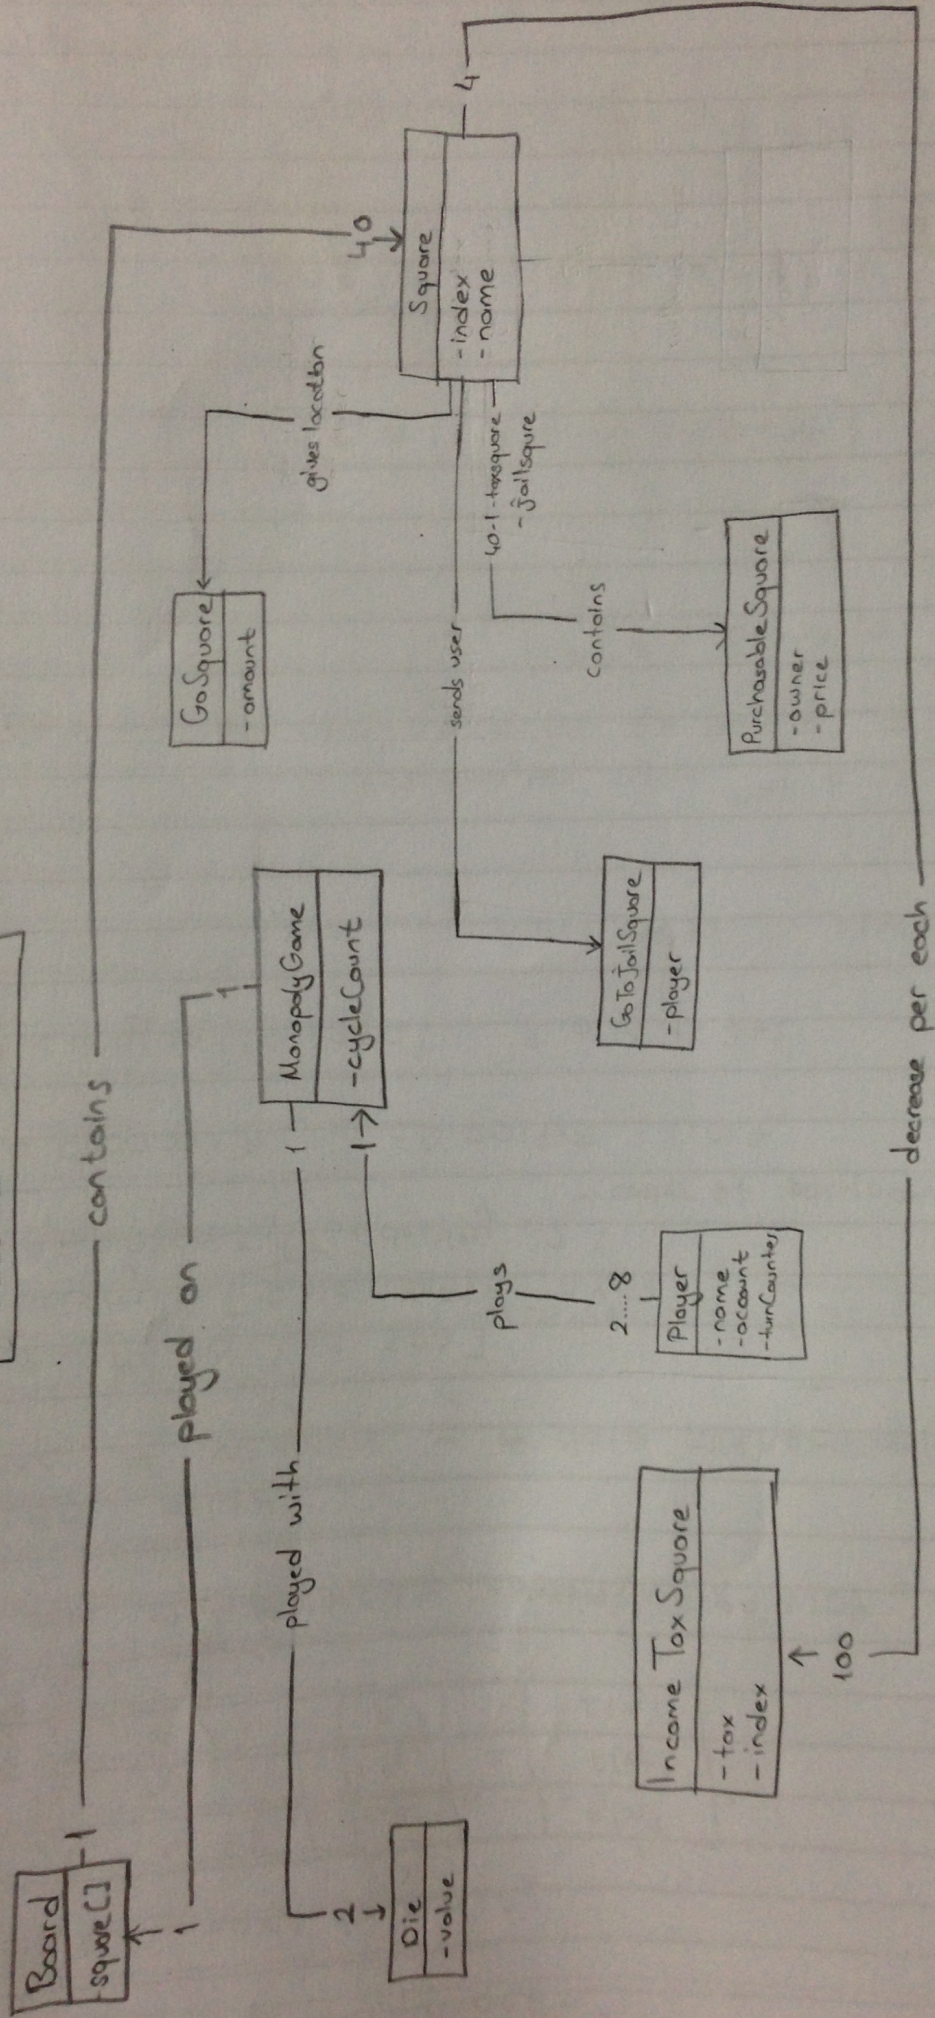 Board
-square[]
1
contains
40
1
played on
1
MonopolyGame
-cycleCount
1
played with
2
Die
-value
1
plays
2....8
Player
-name
-account
-turnCounter
Square
-index
-name
gives location
GoSquare
-amount
sends user
GoToJailSquare
-player
40-1-taxsquare
-jailsqure
contains
PurchasableSquare
-owner
-price
4
decrease per each
100
Income Tax Square
-tax
-index